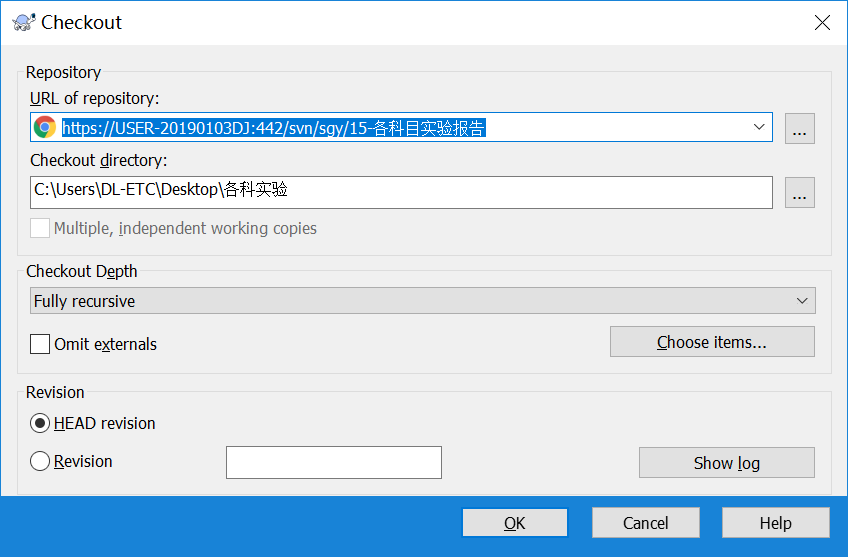 Checkout
Repository
URL of repository:
https://USER-20190103DJ:442/svn/sgy/15-各科目实验报告
...
Checkout directory:
C:\Users\DL-ETC\Desktop\各科实验
...
Multiple, independent working copies
Checkout Depth
Fully recursive
Omit externals
Choose items...
Revision
HEAD revision
Revision
Show log
OK
Cancel
Help